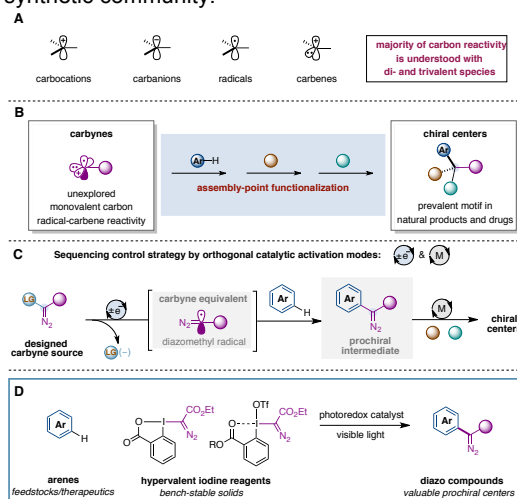 synthetic community.
A
carbocations
carbanions
radicals
carbenes
majority of carbon reactivity
is understood with
di- and trivalent species
B
carbynes
unexplored
monovalent carbon
radical-carbene reactivity
Ar H
assembly-point functionalization
chiral centers
Ar
prevalent motif in
natural products and drugs
C
Sequencing control strategy by orthogonal catalytic activation modes: ±e− & M
LG
N2
designed
carbyne source
±e−
LG(−)
carbyne equivalent
N2
diazomethyl radical
Ar
H
Ar
N2
prochiral
intermediate
M
chiral
centers
D
Ar
H
arenes
feedstocks/therapeutics
O I CO2Et
O N2
OTf
O I CO2Et
RO N2
hypervalent iodine reagents
bench-stable solids
photoredox catalyst
visible light
Ar
N2
diazo compounds
valuable prochiral centers